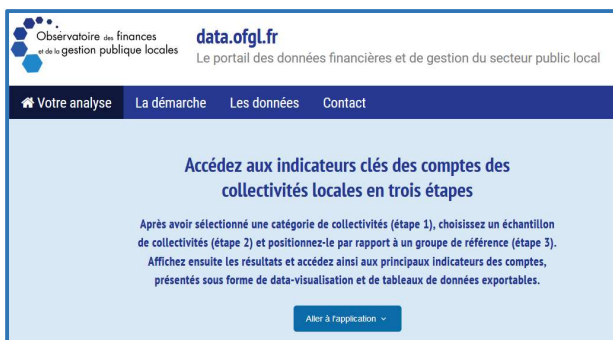 Observatoire des finances
et de la gestion publique locales
data.ofgl.fr
Le portail des données financières et de gestion du secteur public local
Votre analyse La démarche Les données Contact
Accédez aux indicateurs clés des comptes des
collectivités locales en trois étapes
Après avoir sélectionné une catégorie de collectivités (étape 1), choisissez un échantillon
de collectivités (étape 2) et positionnez-le par rapport à un groupe de référence (étape 3).
Affichez ensuite les résultats et accédez ainsi aux principaux indicateurs des comptes,
présentés sous forme de data-visualisation et de tableaux de données exportables.
Aller à l'application